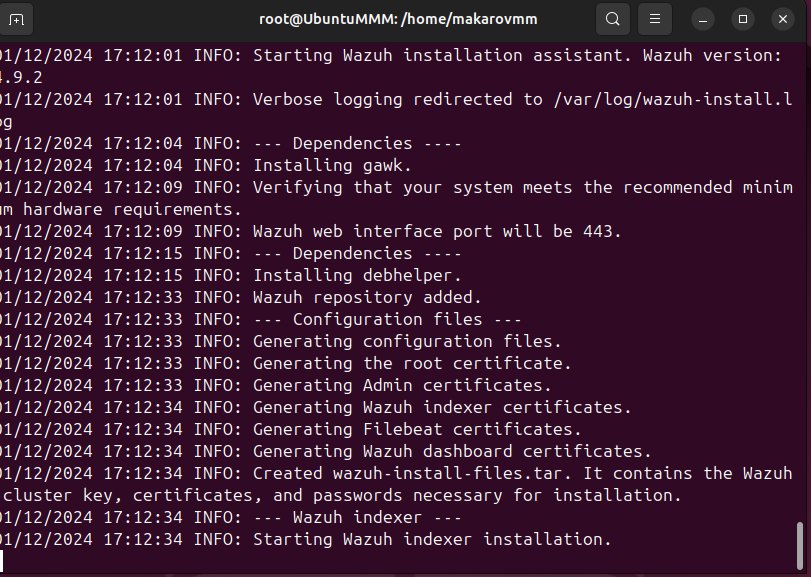 root@UbuntuMMM: /home/makarovmm
01/12/2024 17:12:01 INFO: Starting Wazuh installation assistant. Wazuh version:
4.9.2
01/12/2024 17:12:01 INFO: Verbose logging redirected to /var/log/wazuh-install.l
og
01/12/2024 17:12:04 INFO: --- Dependencies ----
01/12/2024 17:12:04 INFO: Installing gawk.
01/12/2024 17:12:09 INFO: Verifying that your system meets the recommended minim
um hardware requirements.
01/12/2024 17:12:09 INFO: Wazuh web interface port will be 443.
01/12/2024 17:12:15 INFO: --- Dependencies ----
01/12/2024 17:12:15 INFO: Installing debhelper.
01/12/2024 17:12:33 INFO: Wazuh repository added.
01/12/2024 17:12:33 INFO: --- Configuration files ---
01/12/2024 17:12:33 INFO: Generating configuration files.
01/12/2024 17:12:33 INFO: Generating the root certificate.
01/12/2024 17:12:33 INFO: Generating Admin certificates.
01/12/2024 17:12:34 INFO: Generating Wazuh indexer certificates.
01/12/2024 17:12:34 INFO: Generating Filebeat certificates.
01/12/2024 17:12:34 INFO: Generating Wazuh dashboard certificates.
01/12/2024 17:12:34 INFO: Created wazuh-install-files.tar. It contains the Wazuh
cluster key, certificates, and passwords necessary for installation.
01/12/2024 17:12:34 INFO: --- Wazuh indexer ---
01/12/2024 17:12:34 INFO: Starting Wazuh indexer installation.